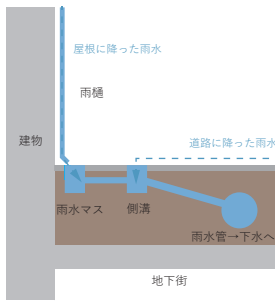 屋根に降った雨水
雨樋
建物
道路に降った雨水
雨水マス
側溝
雨水管→下水へ
地下街